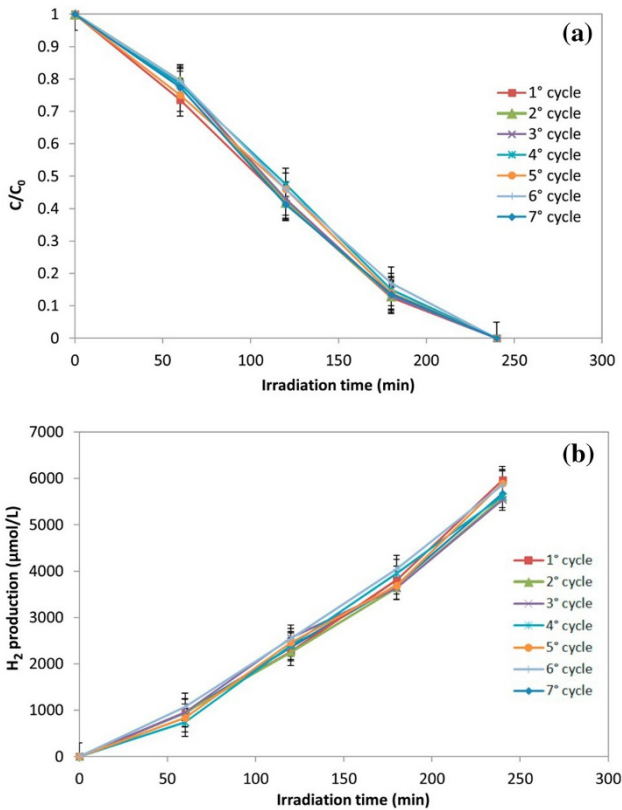 (a)
1
0.9
0.8
0.7
0.6
0.5
0.4
0.3
0.2
0.1
0
C/C₀
0 50 100 150 200 250 300
Irradiation time (min)
1° cycle
2° cycle
3° cycle
4° cycle
5° cycle
6° cycle
7° cycle
(b)
7000
6000
5000
4000
3000
2000
1000
0
H₂ production (µmol/L)
0 50 100 150 200 250 300
Irradiation time (min)
1° cycle
2° cycle
3° cycle
4° cycle
5° cycle
6° cycle
7° cycle